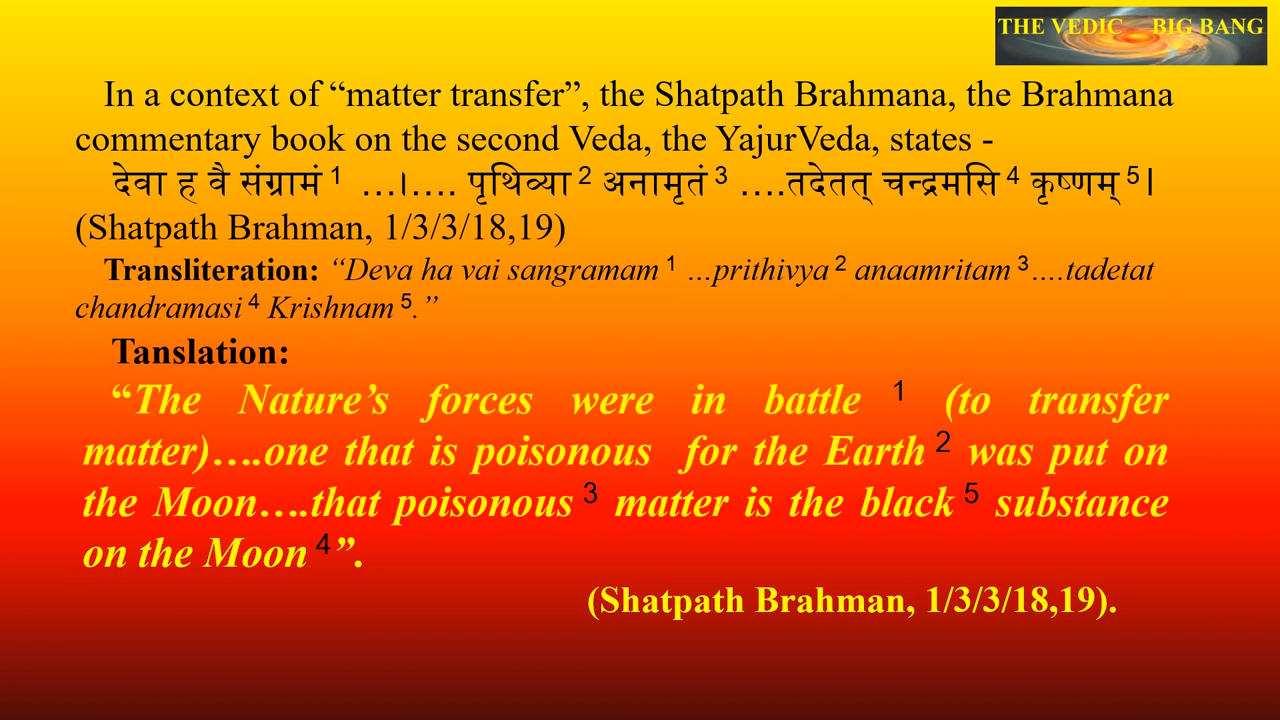 THE VEDIC BIG BANG
In a context of “matter transfer”, the Shatpath Brahmana, the Brahmana
commentary book on the second Veda, the YajurVeda, states -
देवा ह वै संग्रामं 1 …।…. पृथिव्या 2 अनामृतं 3 ….तदेतत् चन्द्रमसि 4 कृष्णम् 5 |
(Shatpath Brahman, 1/3/3/18,19)
Transliteration: “Deva ha vai sangramam 1 …prithivya 2 anaamritam 3….tadetat
chandramasi 4 Krishnam 5.”
Tanslation:
“The Nature’s forces were in battle 1 (to transfer
matter)….one that is poisonous for the Earth 2 was put on
the Moon….that poisonous 3 matter is the black 5 substance
on the Moon 4”.
(Shatpath Brahman, 1/3/3/18,19).